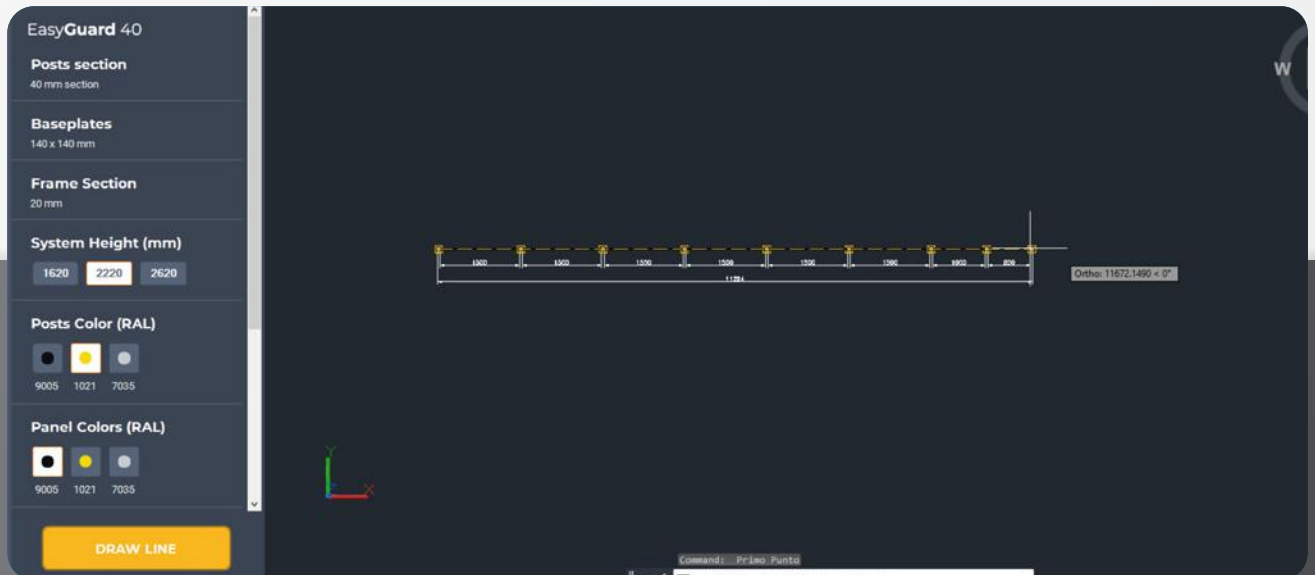 EasyGuard 40
Posts section
40 mm section
Baseplates
140 x 140 mm
Frame Section
20 mm
System Height (mm)
1620 2220 2620
Posts Color (RAL)
9005 1021 7035
Panel Colors (RAL)
9005 1021 7035
DRAW LINE
W
1500 1500 1500 1500 1500 1500 800
Ortho: 11672.1490 < 0°
Y
X
Command: Primo Punto